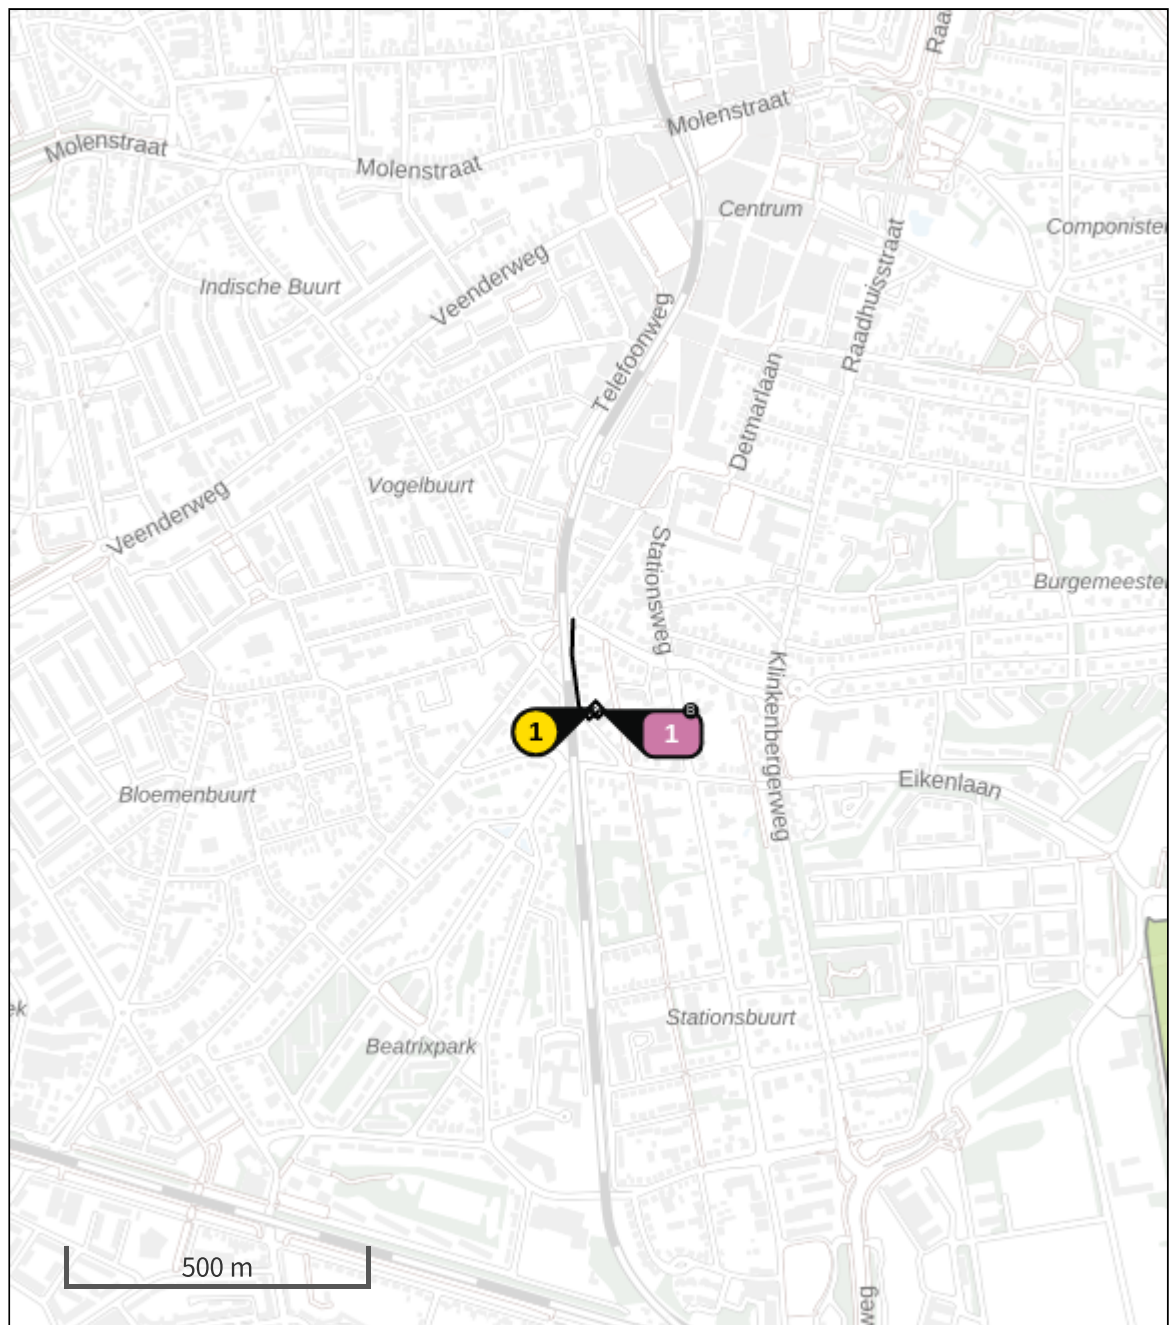 Raa
Molenstraat
Molenstraat
Molenstraat
Centrum
Componiste
Raadhuisstraat
Veenderweg
Indische Buurt
Telefoonweg
Detmarlaan
Vogelbuurt
Veenderweg
Stationsweg
Burgemeeste
Klinkenbergerweg
1
1
B
Eikenlaan
Bloemenbuurt
ek
Stationsbuurt
Beatrixpark
500 m
weg